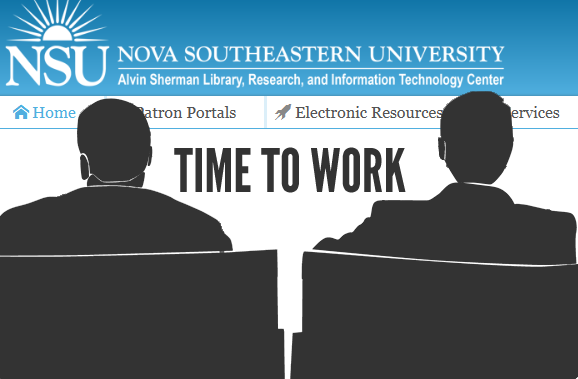 NSU NOVA SOUTHEASTERN UNIVERSITY
Alvin Sherman Library, Research, and Information Technology Center
Home Patron Portals Electronic Resources Services
TIME TO WORK